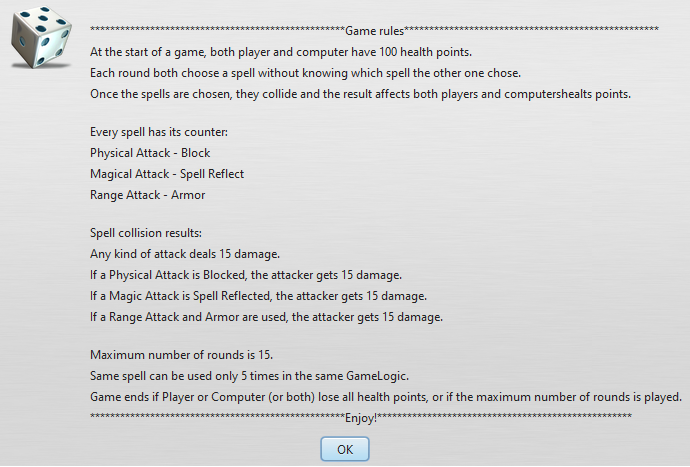 ***************************************************Game rules***************************************************
At the start of a game, both player and computer have 100 health points.
Each round both choose a spell without knowing which spell the other one chose.
Once the spells are chosen, they collide and the result affects both players and computershealts points.
Every spell has its counter:
Physical Attack - Block
Magical Attack - Spell Reflect
Range Attack - Armor
Spell collision results:
Any kind of attack deals 15 damage.
If a Physical Attack is Blocked, the attacker gets 15 damage.
If a Magic Attack is Spell Reflected, the attacker gets 15 damage.
If a Range Attack and Armor are used, the attacker gets 15 damage.
Maximum number of rounds is 15.
Same spell can be used only 5 times in the same GameLogic.
Game ends if Player or Computer (or both) lose all health points, or if the maximum number of rounds is played.
***************************************************Enjoy!***************************************************
OK